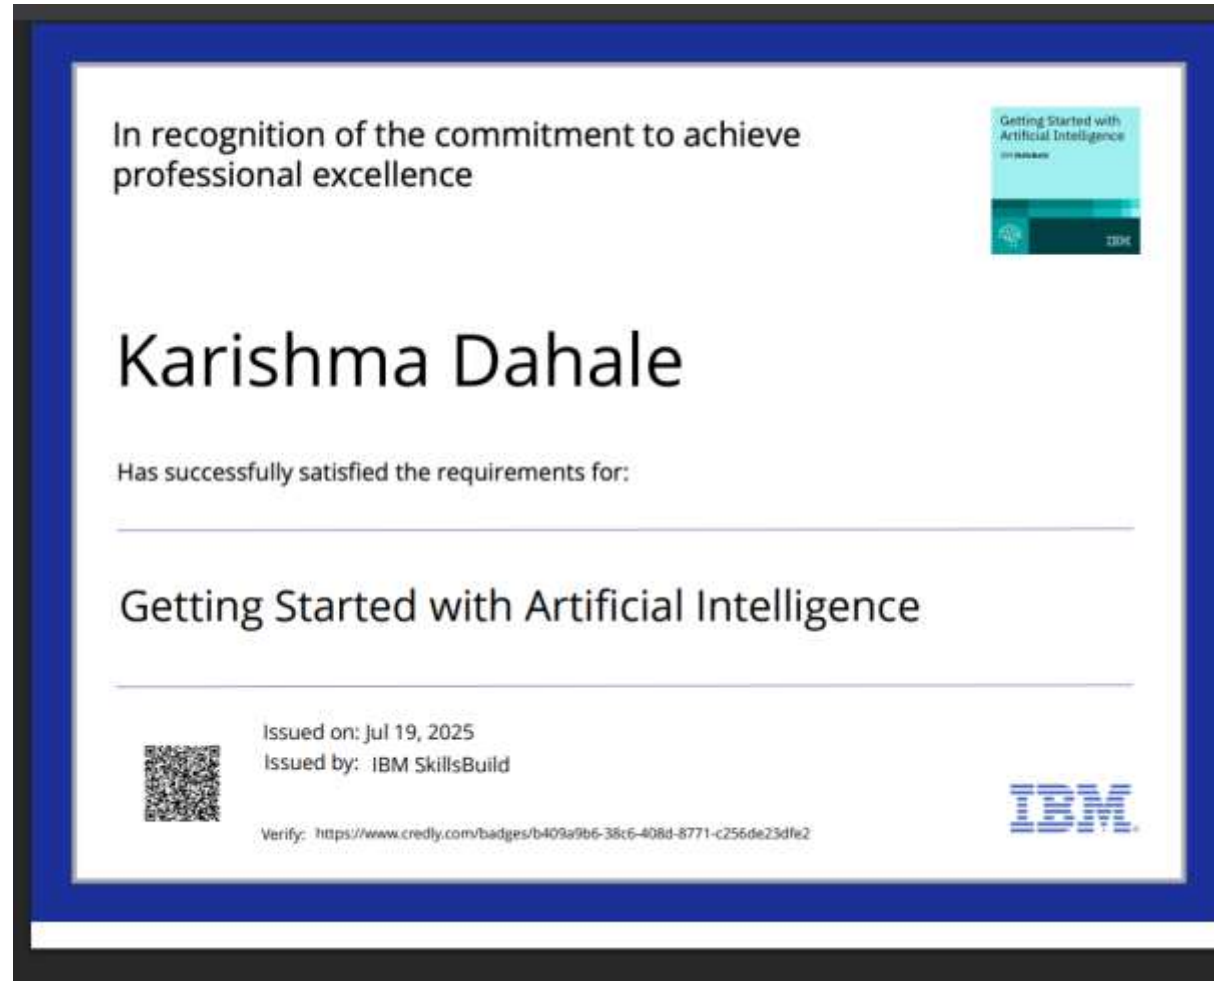 In recognition of the commitment to achieve
professional excellence
Getting Started with
Artificial Intelligence
IBM SkillsBuild
IBM
Karishma Dahale
Has successfully satisfied the requirements for:
Getting Started with Artificial Intelligence
Issued on: Jul 19, 2025
Issued by: IBM SkillsBuild
Verify: https://www.credly.com/badges/b409a9b6-38c6-408d-8771-c256de23dfe2
IBM